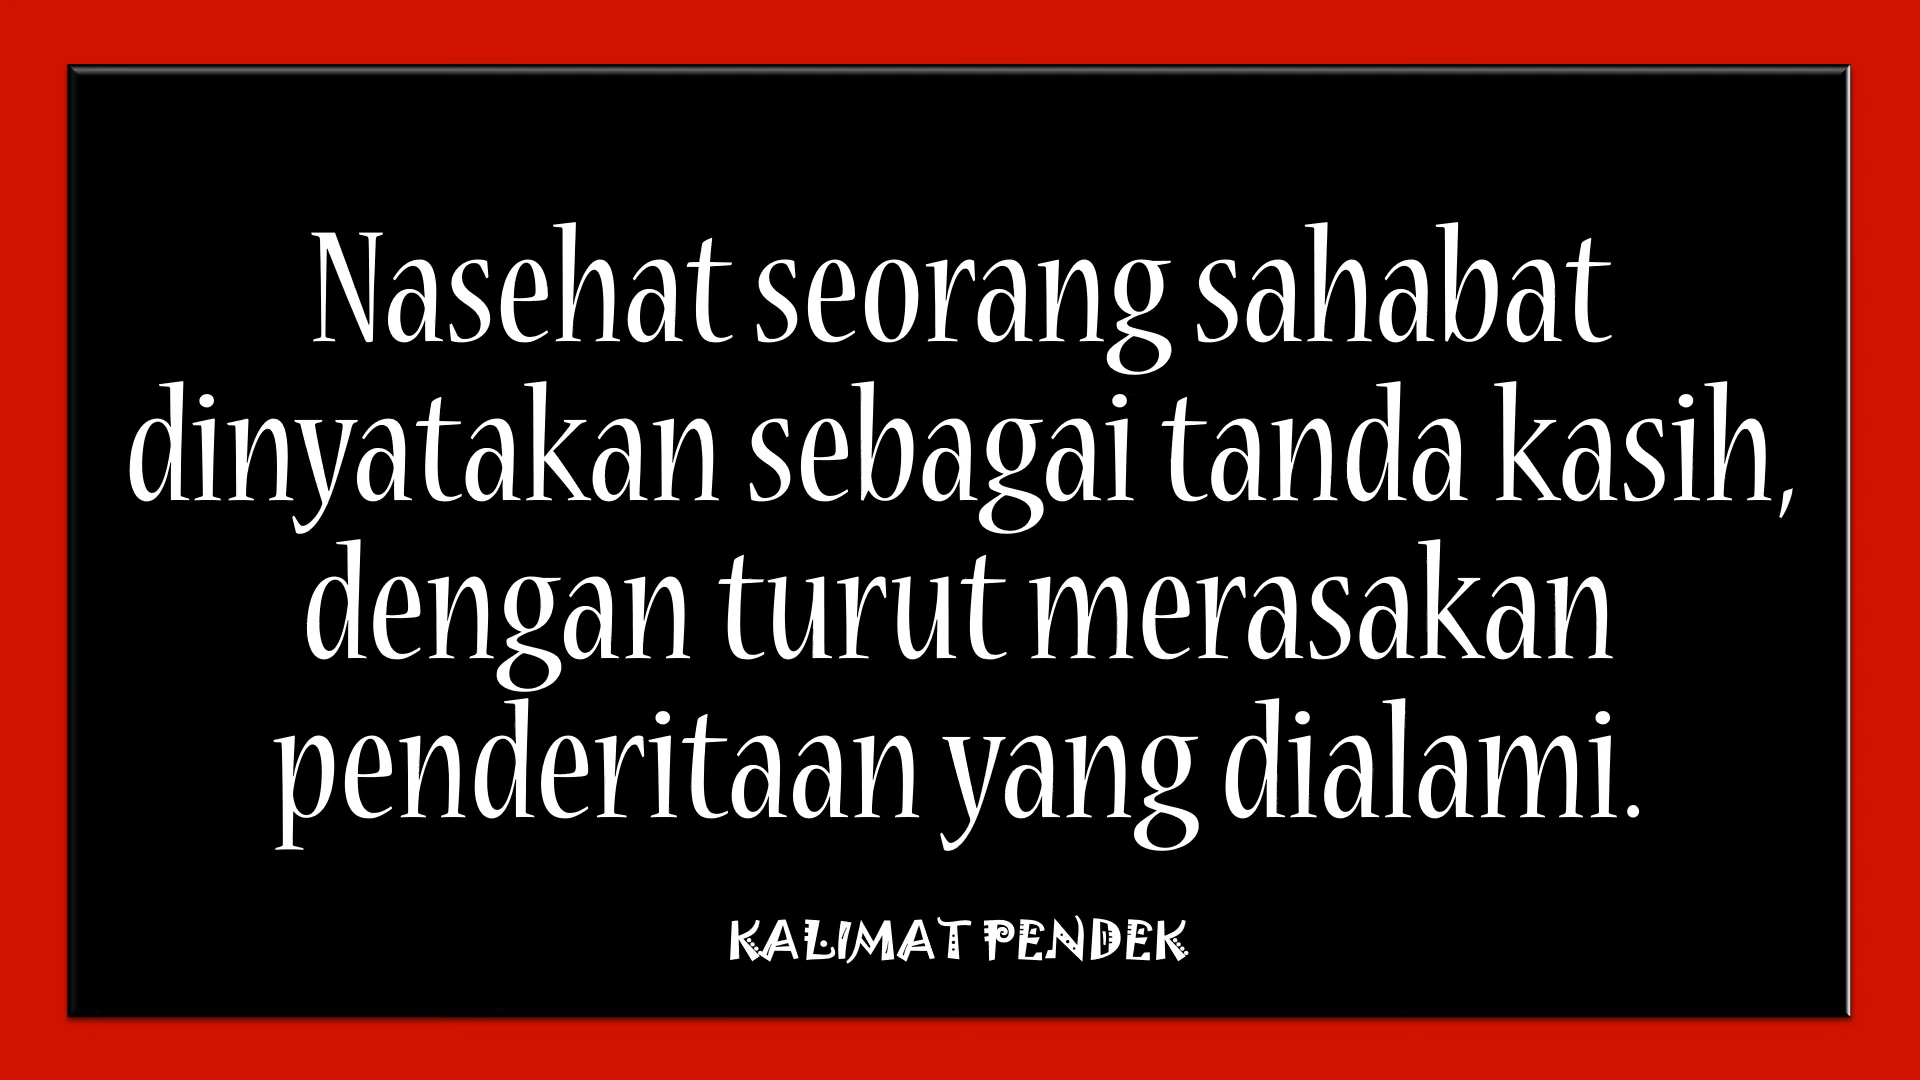 Nasehat seorang sahabat
dinyatakan sebagai tanda kasih,
dengan turut merasakan
penderitaan yang dialami.
KALIMAT PENDEK